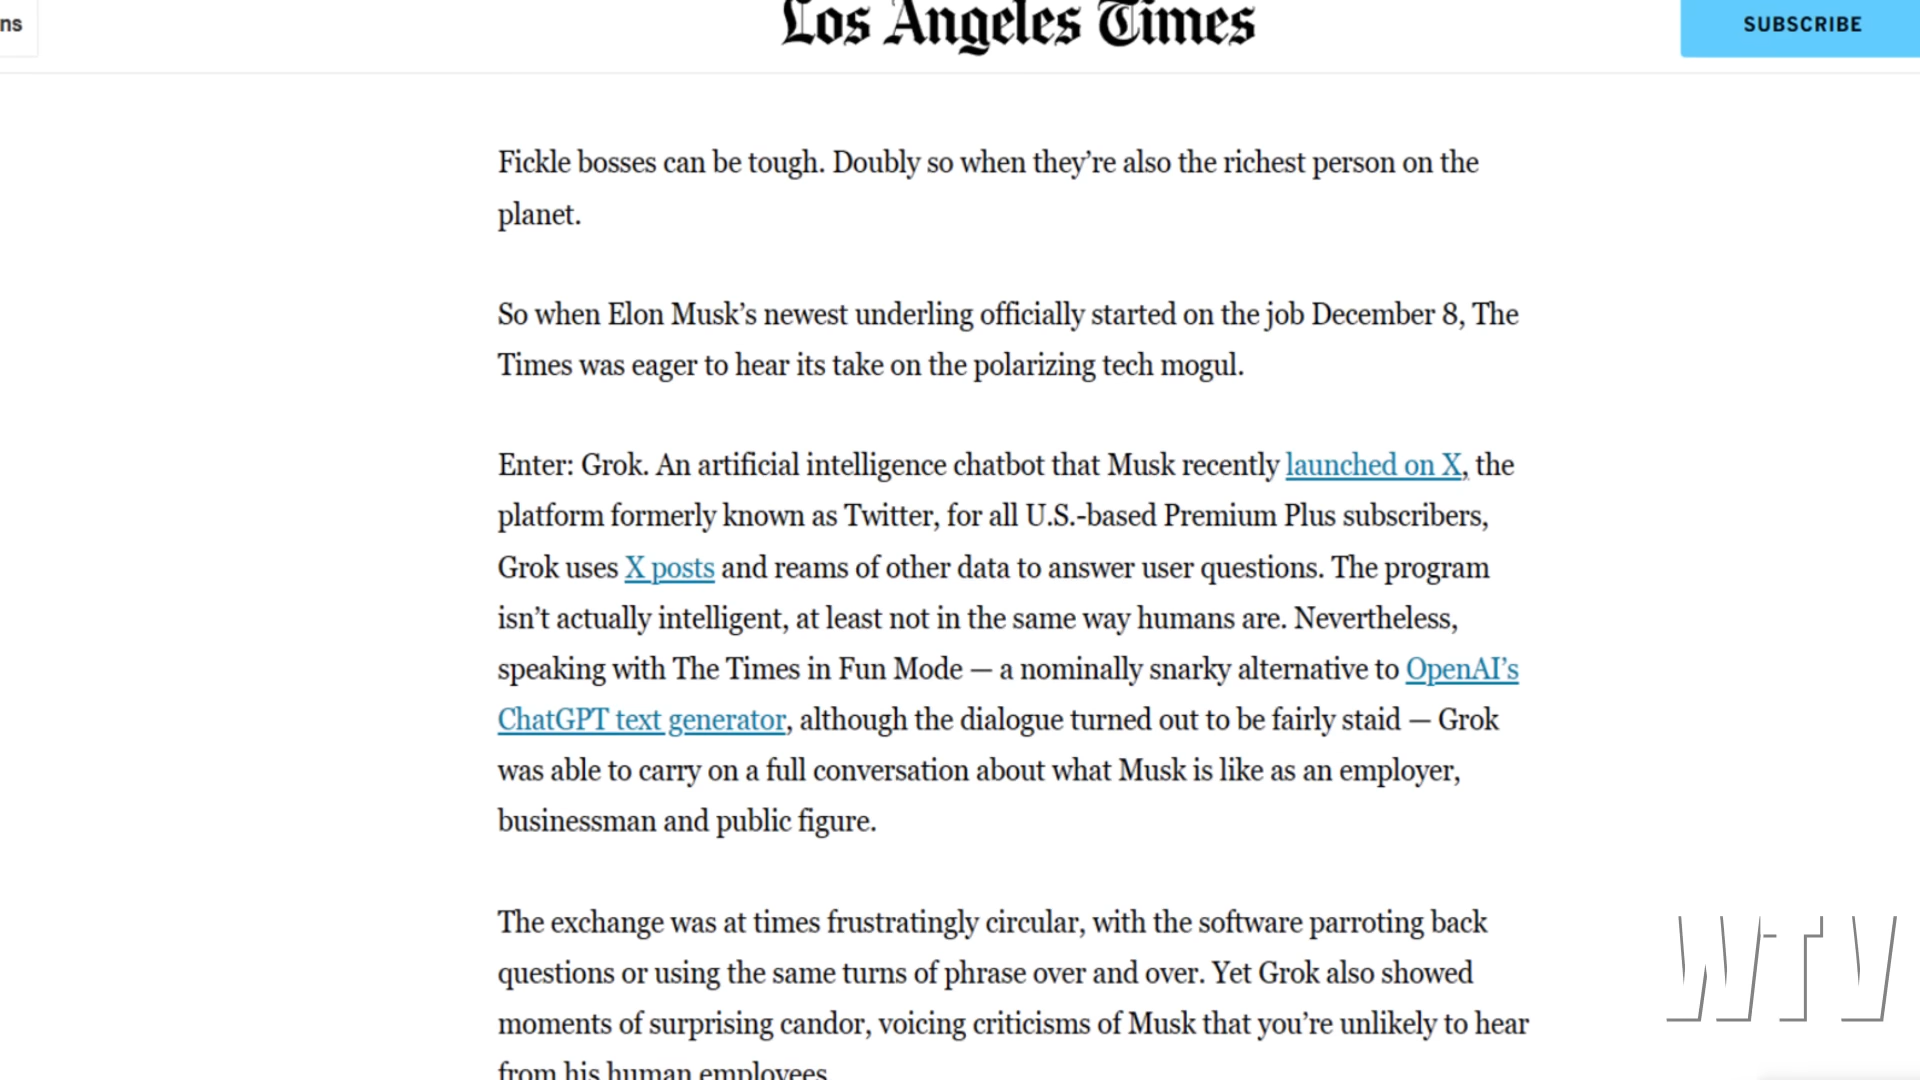 ns
Los Angeles Times
SUBSCRIBE
Fickle bosses can be tough. Doubly so when they’re also the richest person on the
planet.
So when Elon Musk’s newest underling officially started on the job December 8, The
Times was eager to hear its take on the polarizing tech mogul.
Enter: Grok. An artificial intelligence chatbot that Musk recently launched on X, the
platform formerly known as Twitter, for all U.S.-based Premium Plus subscribers,
Grok uses X posts and reams of other data to answer user questions. The program
isn’t actually intelligent, at least not in the same way humans are. Nevertheless,
speaking with The Times in Fun Mode — a nominally snarky alternative to OpenAI’s
ChatGPT text generator, although the dialogue turned out to be fairly staid — Grok
was able to carry on a full conversation about what Musk is like as an employer,
businessman and public figure.
The exchange was at times frustratingly circular, with the software parroting back
questions or using the same turns of phrase over and over. Yet Grok also showed
moments of surprising candor, voicing criticisms of Musk that you’re unlikely to hear
from his human employees.
WTV